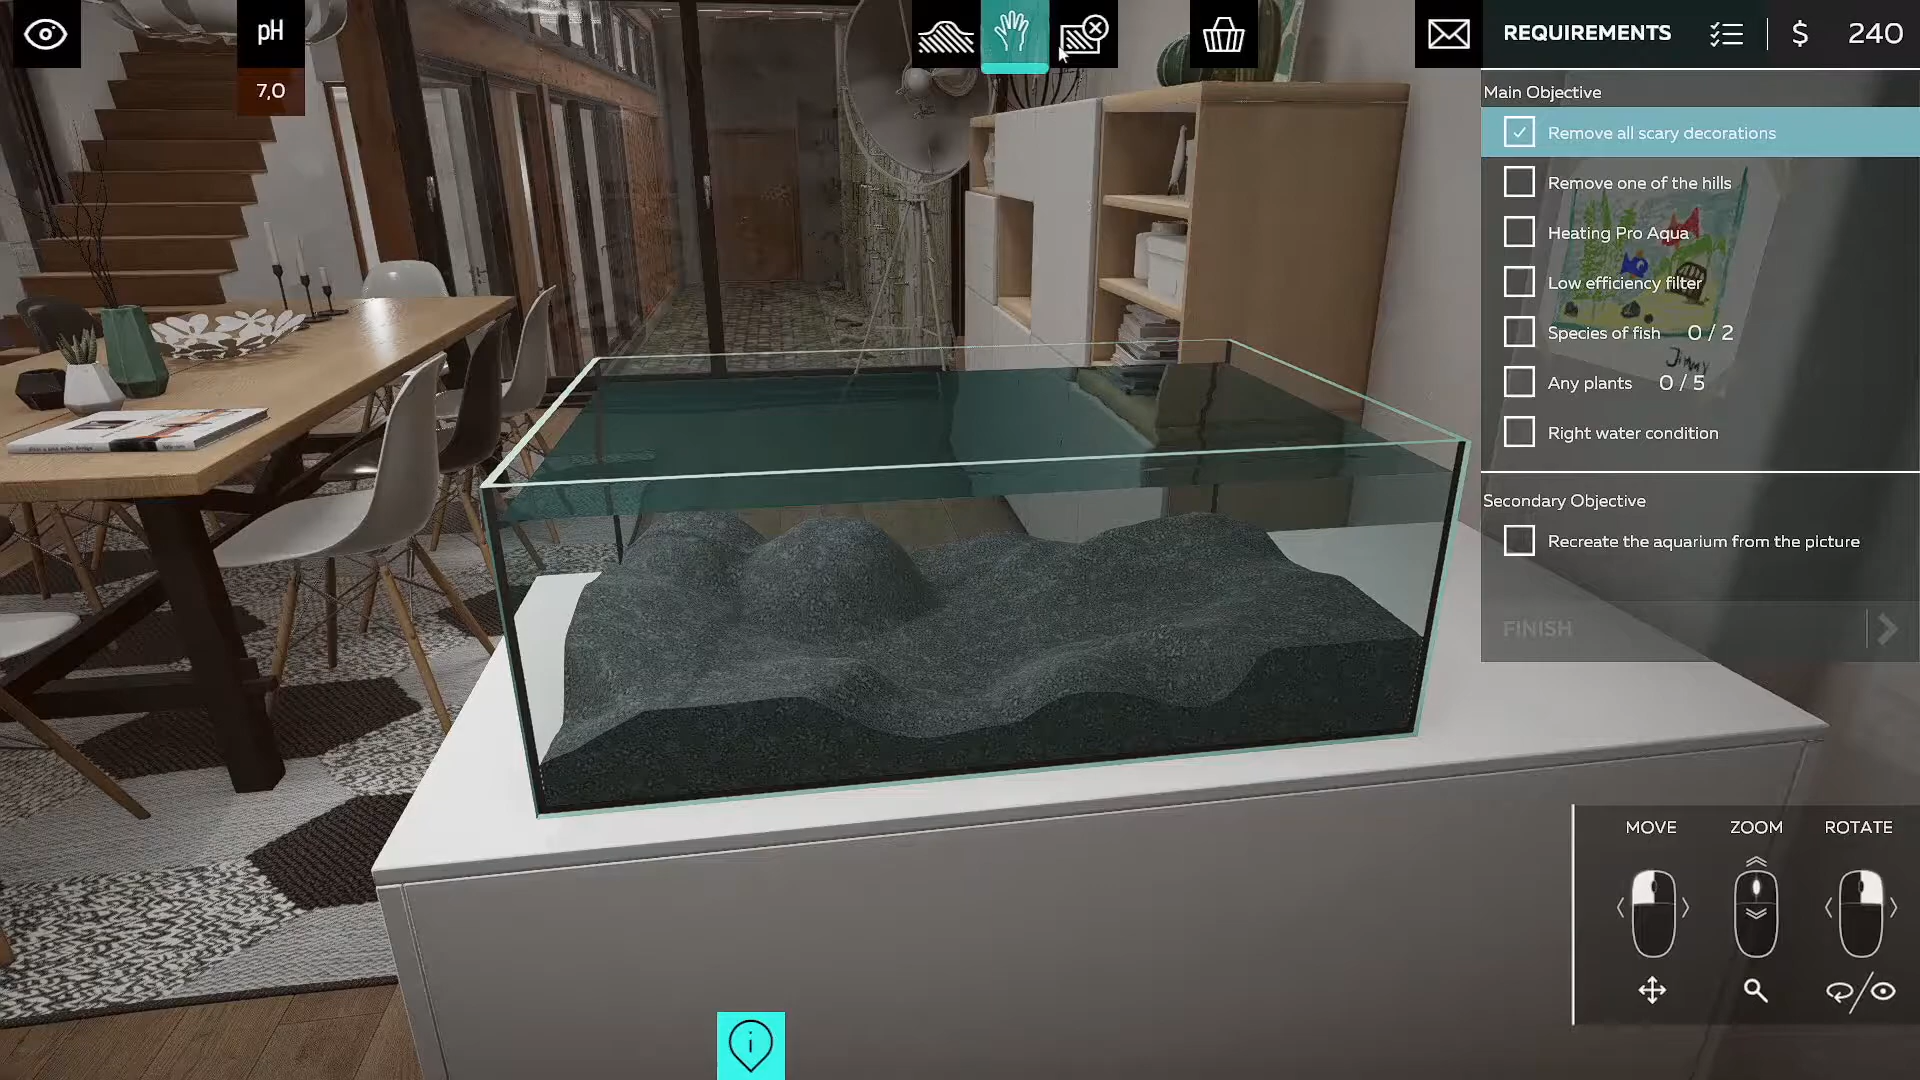 pH
7,0
REQUIREMENTS
$ 240
Main Objective
Remove all scary decorations
Remove one of the hills
Heating Pro Aqua
Low efficiency filter
Species of fish 0 / 2
Jimmy
Any plants 0 / 5
Right water condition
Secondary Objective
Recreate the aquarium from the picture
FINISH
MOVE ZOOM ROTATE
i